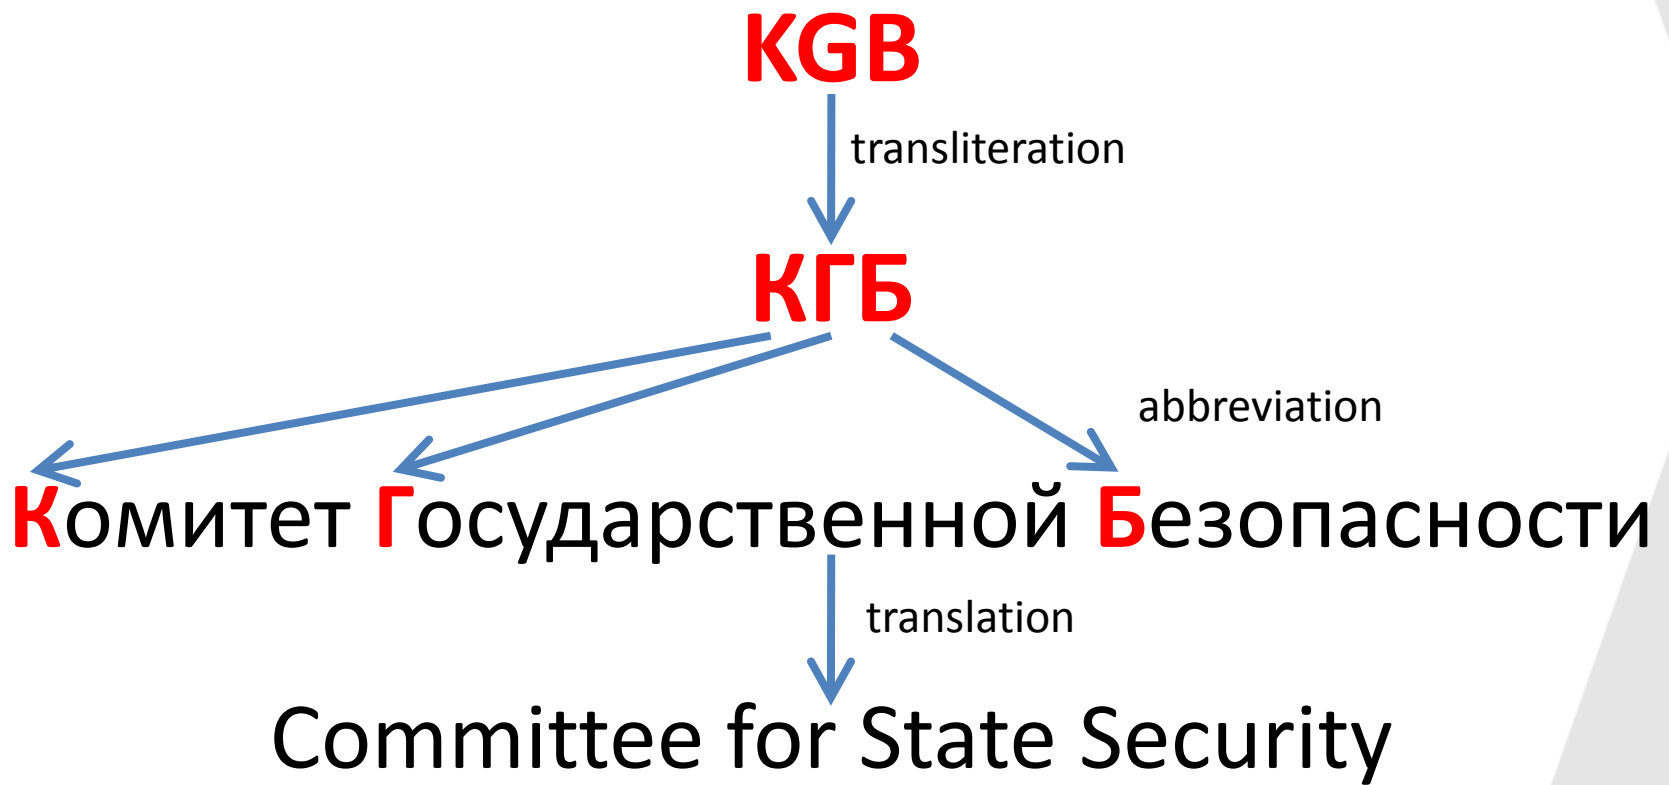 KGB
transliteration
КГБ
abbreviation
Комитет Государственной Безопасности
translation
Committee for State Security